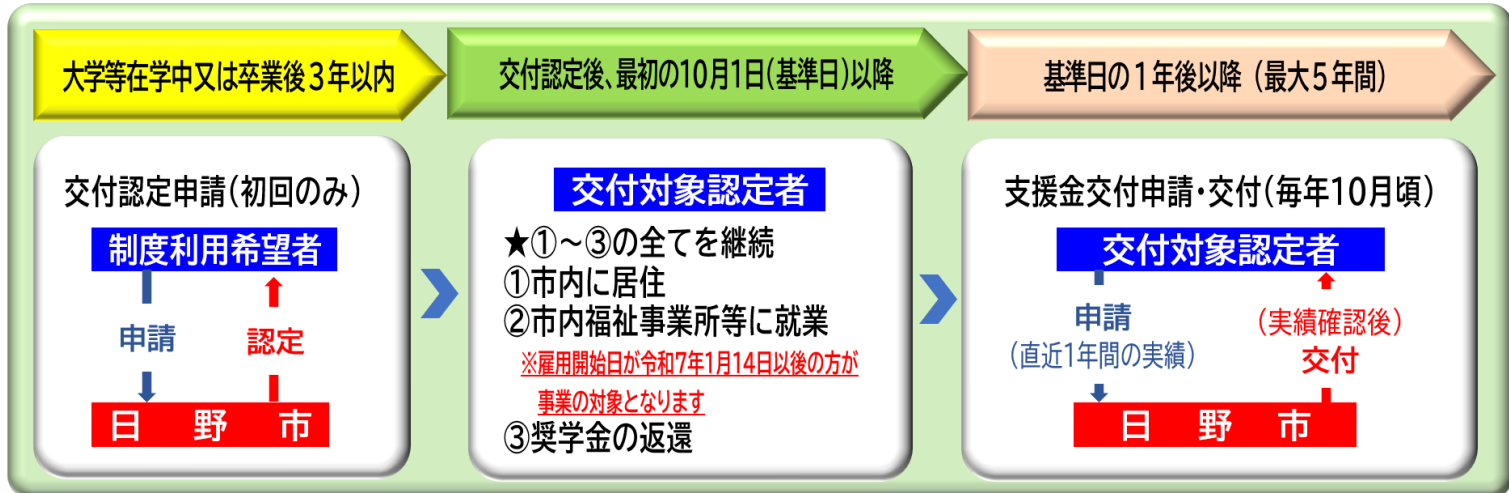 大学等在学中又は卒業後３年以内
交付認定後、最初の10月1日(基準日)以降
基準日の１年後以降（最大５年間）
交付認定申請(初回のみ)
制度利用希望者
申請
認定
日　野　市
交付対象認定者
★①～③の全てを継続
①市内に居住
②市内福祉事業所等に就業
※雇用開始日が令和7年1月14日以後の方が
事業の対象となります
③奨学金の返還
支援金交付申請・交付(毎年10月頃)
交付対象認定者
申請
(直近1年間の実績)
(実績確認後)
交付
日　野　市